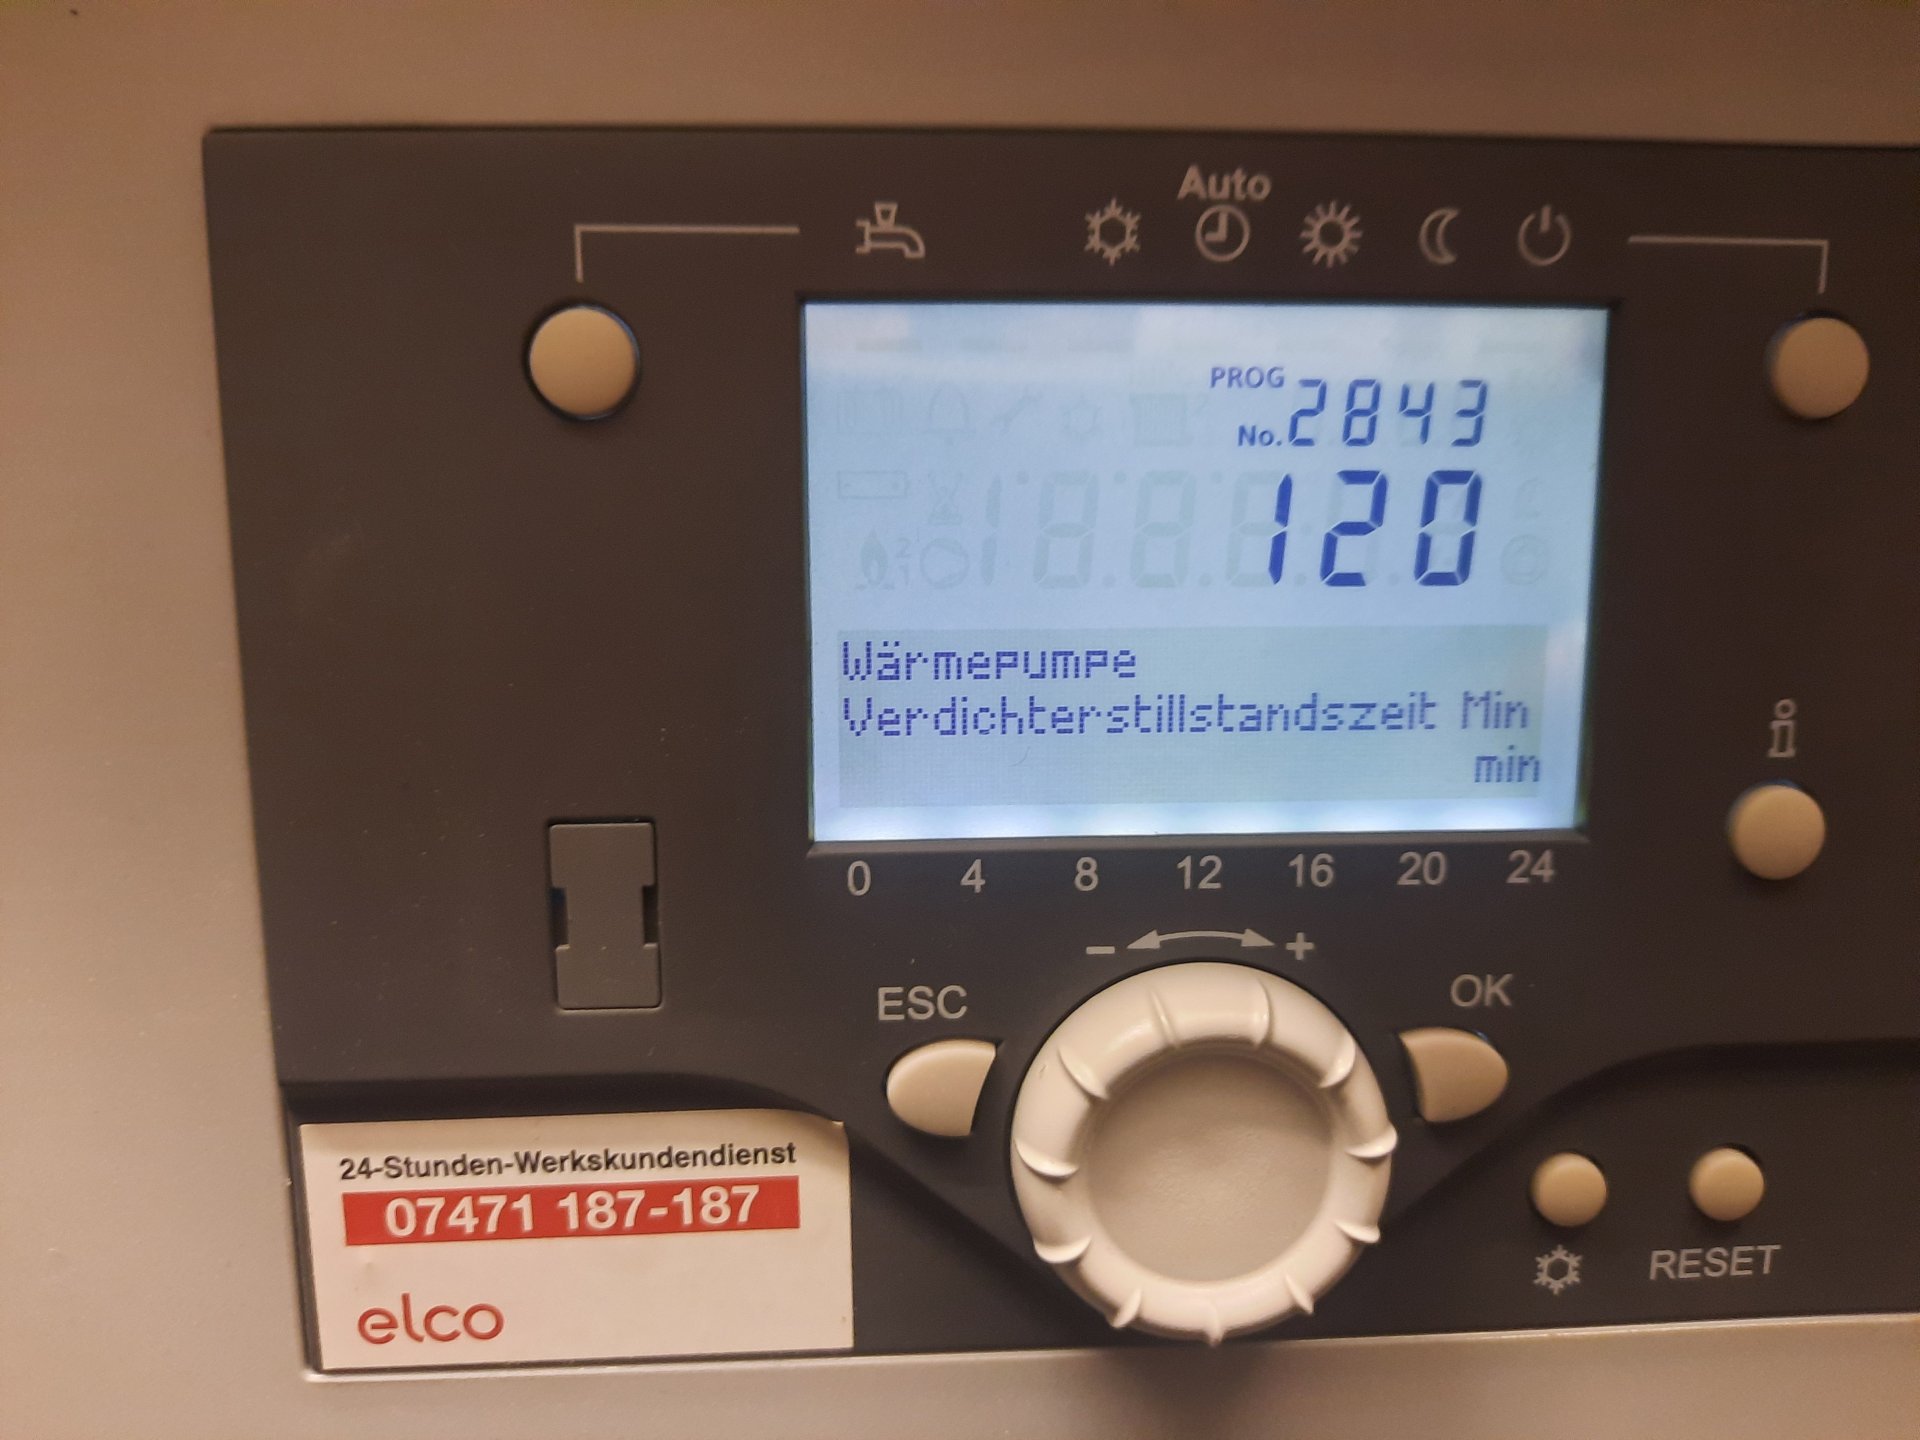 Auto
PROG
No. 2843
120
Wärmepumpe
Verdichterstillstandszeit Min
min
0 4 8 12 16 20 24
- +
ESC
OK
RESET
24-Stunden-Werkskundendienst
07471 187-187
elco